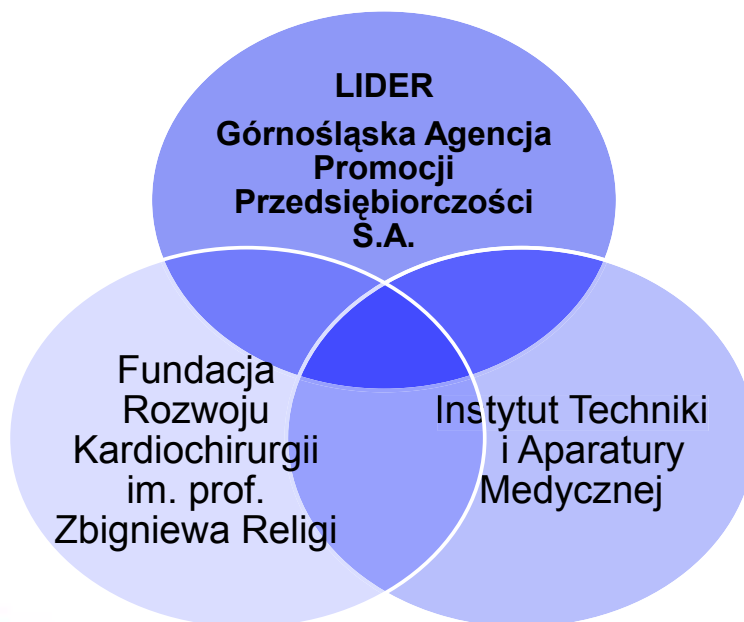 LIDER
Górnośląska Agencja
Promocji
Przedsiębiorczości
S.A.
Fundacja
Rozwoju
Kardiochirurgii
im. prof.
Zbigniewa Religi
Instytut Techniki
i Aparatury
Medycznej